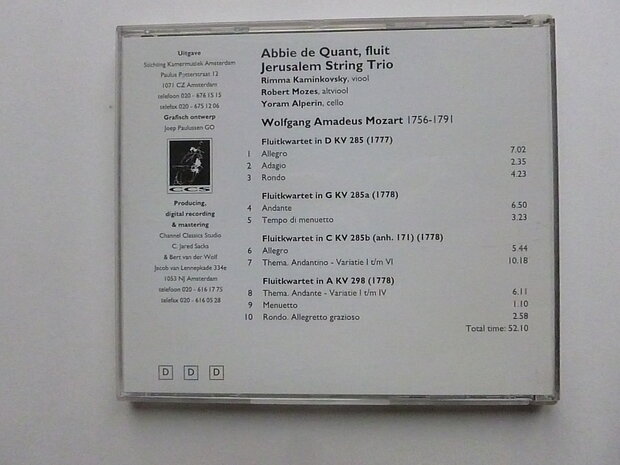 Uitgave
Stichting Kamermuziek Amsterdam
Paulus Potterstraat 12
1071 CZ Amsterdam
telefoon 020 - 676 15 15
telefax 020 - 675 12 06
Grafisch ontwerp
Joep Paulussen GO
CCS
Producing,
digital recording
& mastering
Channel Classics Studio
C. Jared Sacks
& Bert van der Wolf
Jacob van Lennepkade 334e
1053 NJ Amsterdam
telefoon 020 - 616 17 75
telefax 020 - 616 05 28
D D D
Abbie de Quant, fluit
Jerusalem String Trio
Rimma Kaminkovsky, viool
Robert Mozes, altviool
Yoram Alperin, cello
Wolfgang Amadeus Mozart 1756-1791
Fluitkwartet in D KV 285 (1777)
1 Allegro 7.02
2 Adagio 2.35
3 Rondo 4.23
Fluitkwartet in G KV 285a (1778)
4 Andante 6.50
5 Tempo di menuetto 3.23
Fluitkwartet in C KV 285b (anh. 171) (1778)
6 Allegro 5.44
7 Thema. Andantino - Variatie I t/m VI 10.18
Fluitkwartet in A KV 298 (1778)
8 Thema. Andante - Variatie I t/m IV 6.11
9 Menuetto 1.10
10 Rondo. Allegretto grazioso 2.58
Total time: 52.10